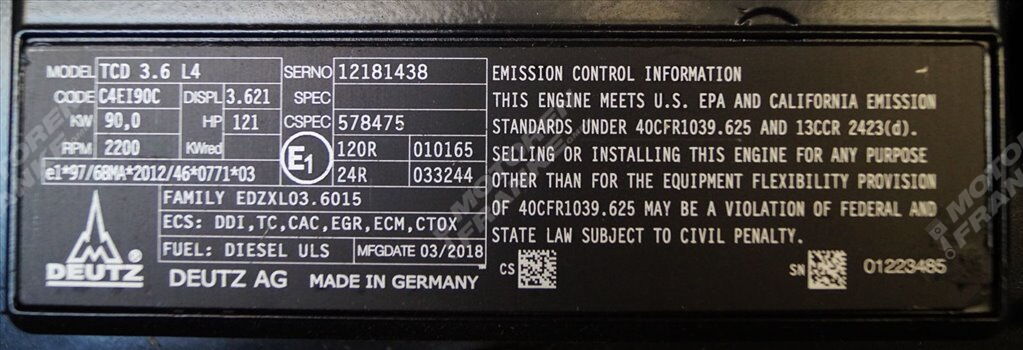 MODEL TCD 3.6 L4 SERNO 12181438
CODE C4EI90C DISPL 3.621 SPEC
KW 90,0 HP 121 CSPEC 578475
RPM 2200 KWred E1 120R 010165
24R 033244
e1*97/68MA*2012/46*0771*03
FAMILY EDZXL03.6015
ECS: DDI,TC,CAC,EGR,ECM,CTOX
FUEL: DIESEL ULS MFGDATE 03/2018
DEUTZ DEUTZ AG MADE IN GERMANY
EMISSION CONTROL INFORMATION
THIS ENGINE MEETS U.S. EPA AND CALIFORNIA EMISSION
STANDARDS UNDER 40CFR1039.625 AND 13CCR 2423(d).
SELLING OR INSTALLING THIS ENGINE FOR ANY PURPOSE
OTHER THAN FOR THE EQUIPMENT FLEXIBILITY PROVISION
OF 40CFR1039.625 MAY BE A VIOLATION OF FEDERAL AND
STATE LAW SUBJECT TO CIVIL PENALTY.
CS SN 01223485